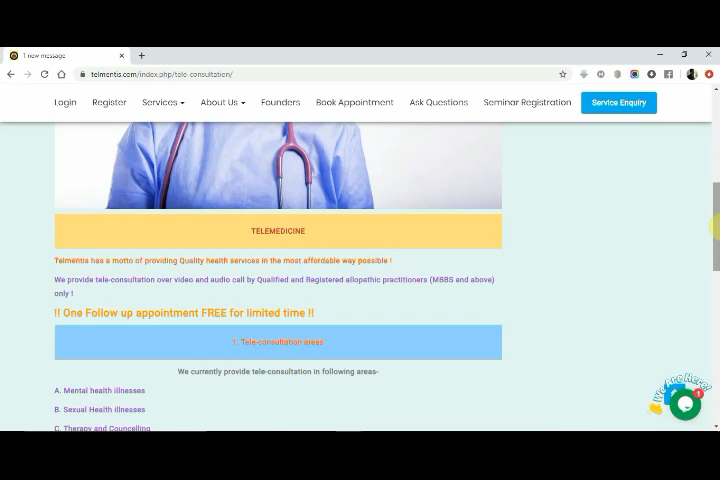 1 new message
telmentis.com/index.php/tele-consultation/
Login Register Services About Us Founders Book Appointment Ask Questions Seminar Registration Service Enquiry
TELEMEDICINE
Telmentis has a motto of providing Quality health services in the most affordable way possible !
We provide tele-consultation over video and audio call by Qualified and Registered allopathic practitioners (MBBS and above)
only !
!! One Follow up appointment FREE for limited time !!
1. Tele-consultation areas
We currently provide tele-consultation in following areas-
A. Mental health illnesses
B. Sexual Health illnesses
C. Therapy and Councelling
We Are Here!
1